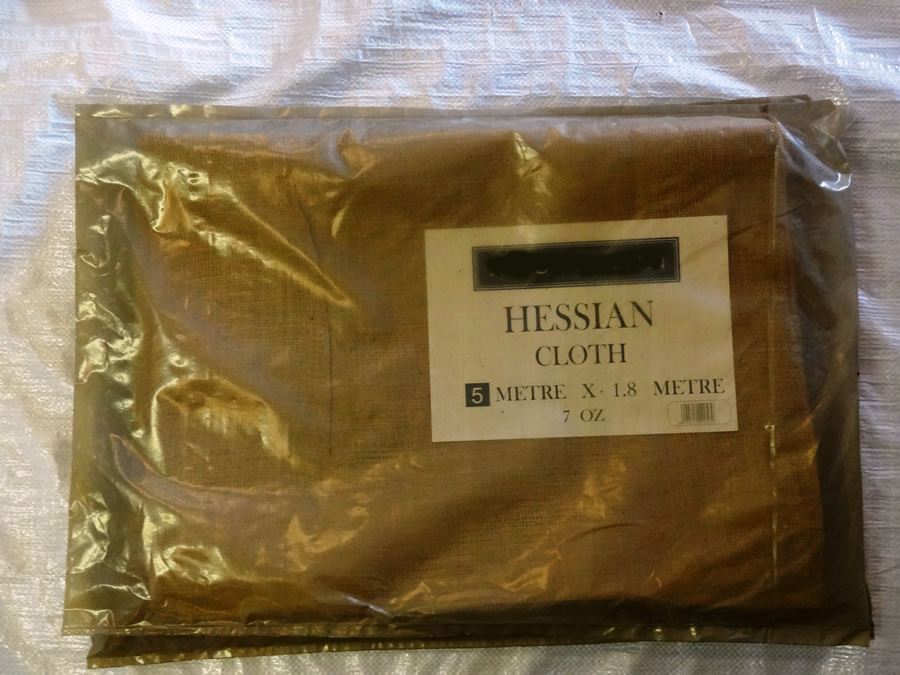 HESSIAN
CLOTH
5 METRE X 1.8 METRE
7 OZ